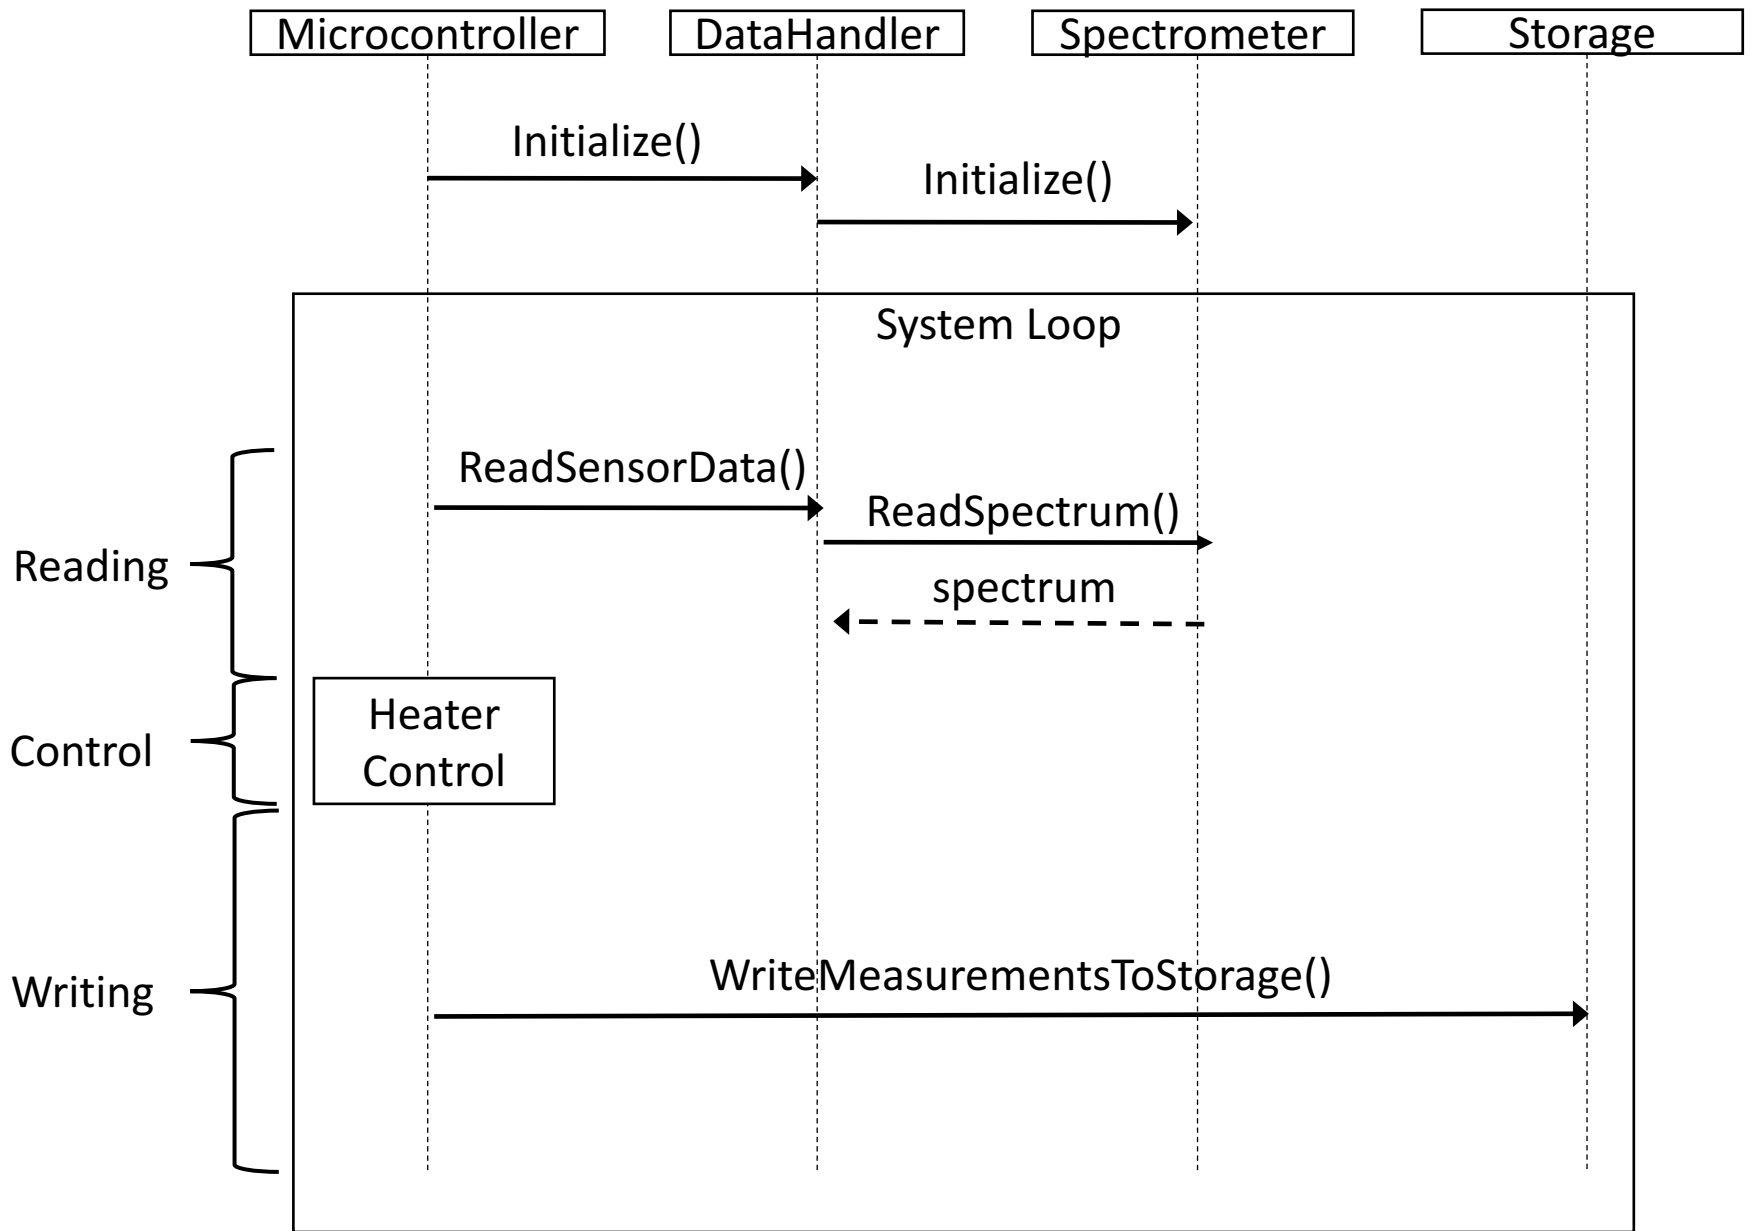 Microcontroller
DataHandler
Spectrometer
Storage
Initialize()
Initialize()
System Loop
ReadSensorData()
ReadSpectrum()
Reading
spectrum
Heater
Control
Control
WriteMeasurementsToStorage()
Writing